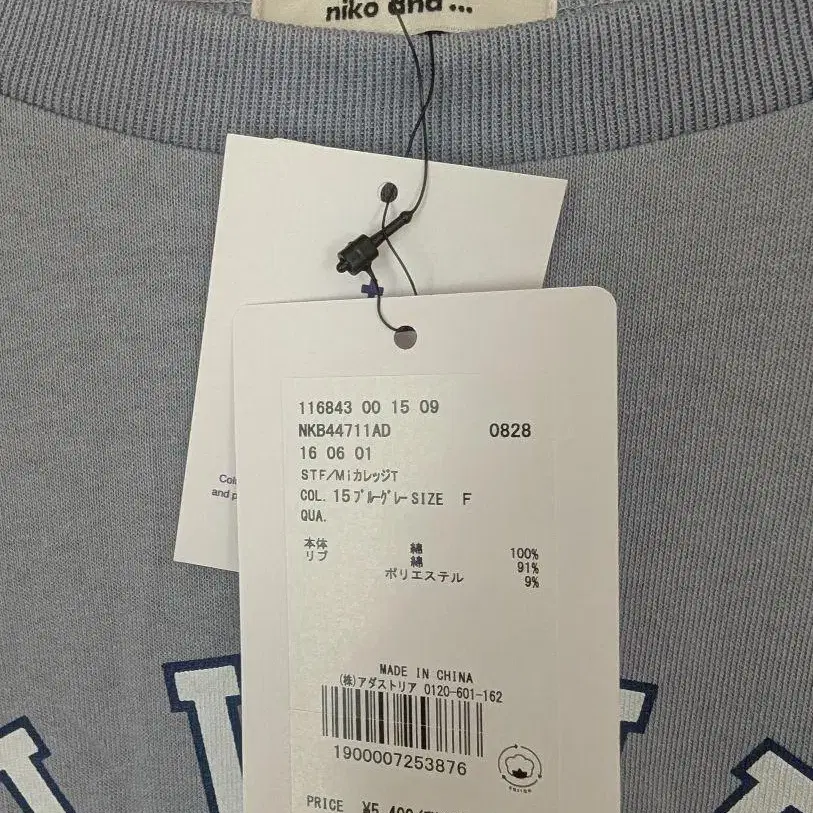 niko and ...
116843 00 15 09
NKB44711AD 0828
16 06 01
STF/MiカレッジT
COL. 15ブルーグレー SIZE F
QUA.
本体 綿 100%
リブ 綿 91%
ポリエステル 9%
MADE IN CHINA
(株)アダストリア 0120-601-162
1900007253876
PRICE
and p